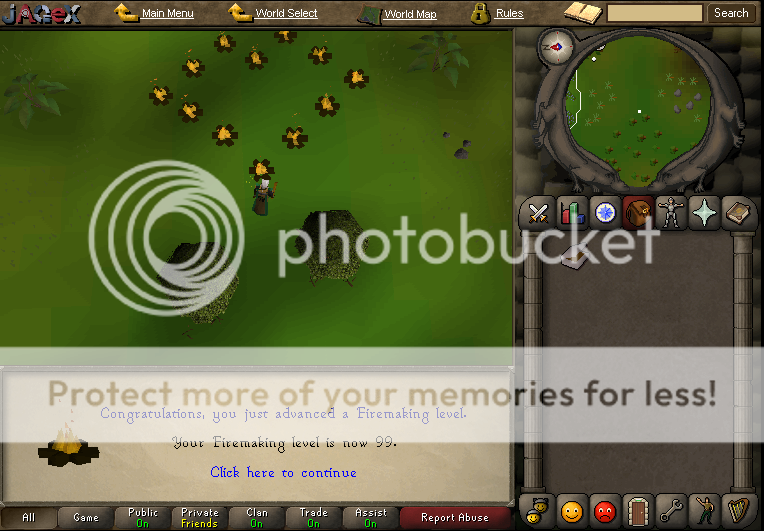 JAGEX
Main Menu
World Select
World Map
Rules
Search
photobucket
Protect more of your memories for less!
Congratulations, you just advanced a Firemaking level.
Your Firemaking level is now 99.
Click here to continue
All
Game
Public
On
Private
Friends
Clan
On
Trade
On
Assist
On
Report Abuse